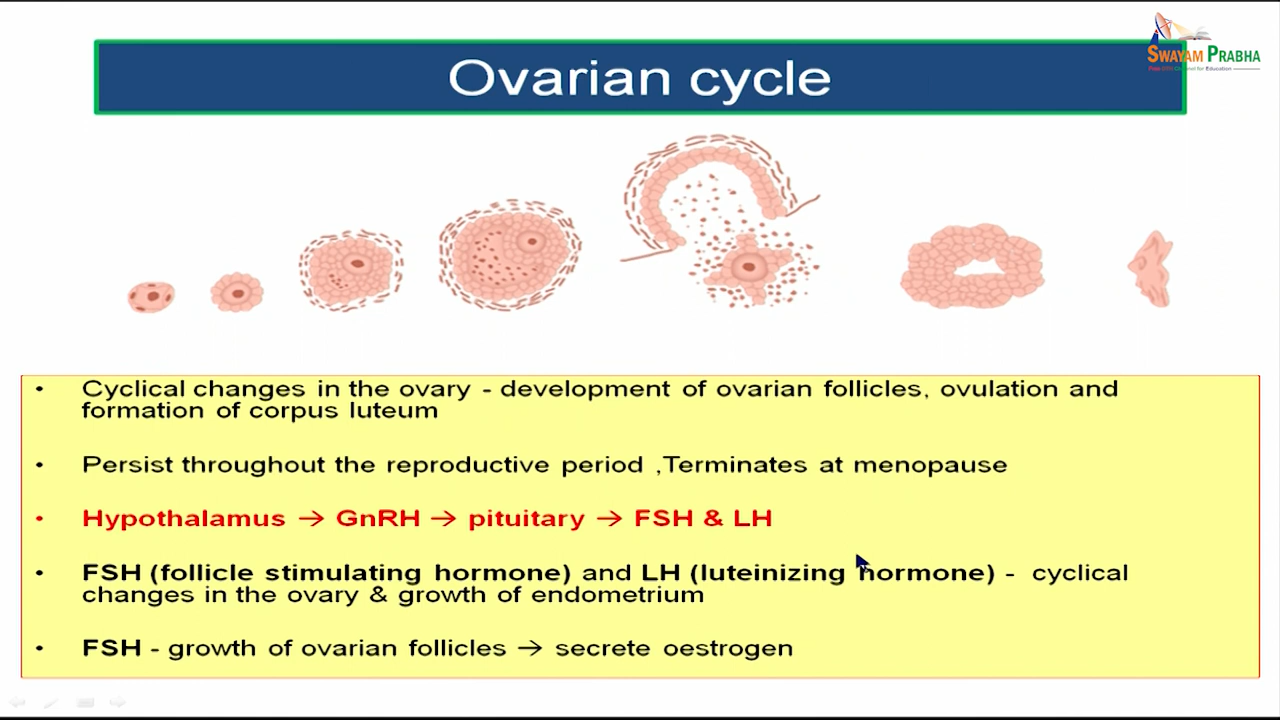 SWAYAM PRABHA
Ovarian cycle
• Cyclical changes in the ovary - development of ovarian follicles, ovulation and
formation of corpus luteum
• Persist throughout the reproductive period ,Terminates at menopause
• Hypothalamus → GnRH → pituitary → FSH & LH
• FSH (follicle stimulating hormone) and LH (luteinizing hormone) - cyclical
changes in the ovary & growth of endometrium
• FSH - growth of ovarian follicles → secrete oestrogen